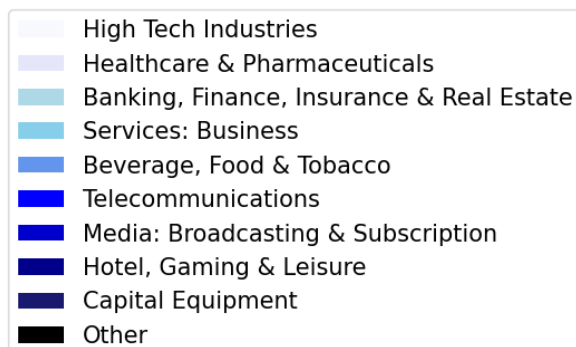 High Tech Industries
Healthcare & Pharmaceuticals
Banking, Finance, Insurance & Real Estate
Services: Business
Beverage, Food & Tobacco
Telecommunications
Media: Broadcasting & Subscription
Hotel, Gaming & Leisure
Capital Equipment
Other